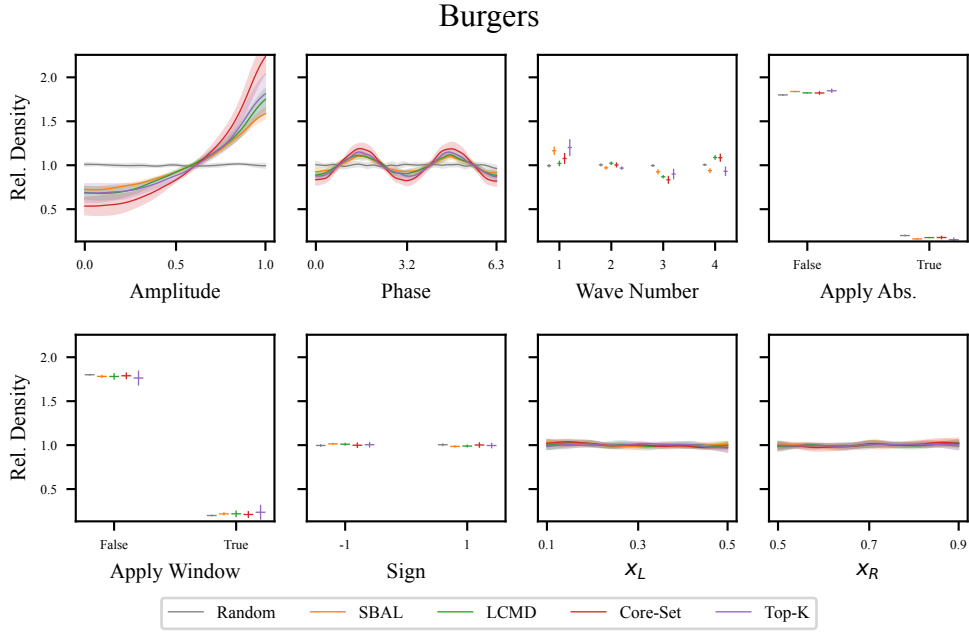 Burgers
Rel. Density
2.0
1.5
1.0
0.5
0.0 0.5 1.0
Amplitude
0.0 3.2 6.3
Phase
1 2 3 4
Wave Number
False True
Apply Abs.
Rel. Density
2.0
1.5
1.0
0.5
False True
Apply Window
-1 1
Sign
0.1 0.3 0.5
x_L
0.5 0.7 0.9
x_R
Random SBAL LCMD Core-Set Top-K